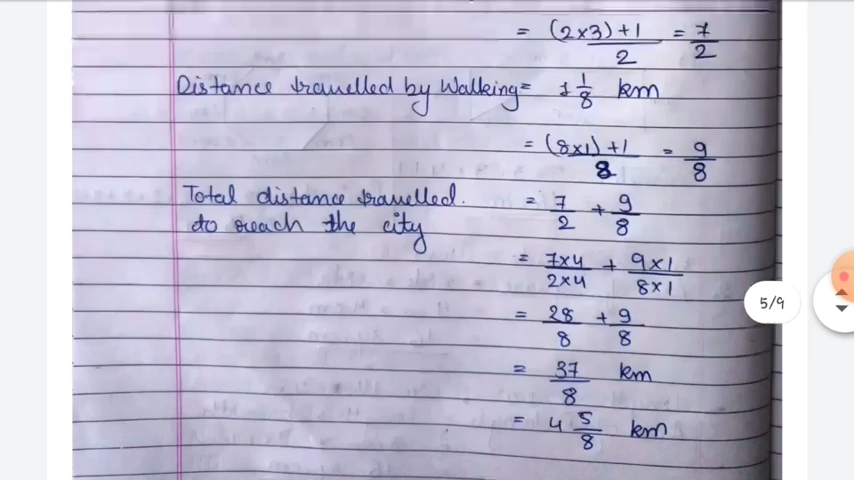 = (2×3)+1/2 = 7/2
Distance travelled by Walking = 1 1/8 km
= (8×1)+1/8 = 9/8
Total distance travelled. = 7/2 + 9/8
to reach the city
= 7×4/2×4 + 9×1/8×1
= 28/8 + 9/8
= 37/8 km
= 4 5/8 km
5/9